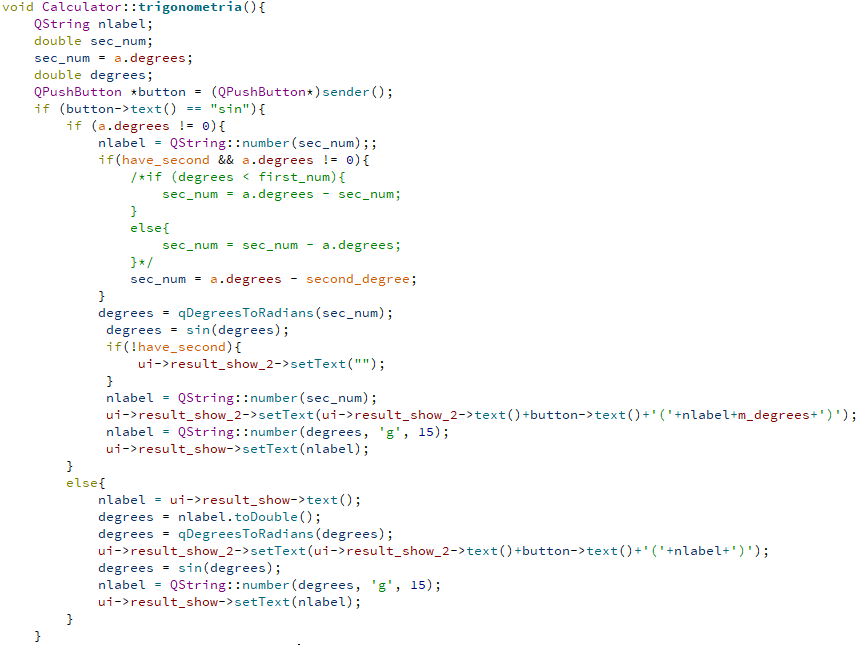 void Calculator::trigonometria(){
    QString nlabel;
    double sec_num;
    sec_num = a.degrees;
    double degrees;
    QPushButton *button = (QPushButton*)sender();
    if (button->text() == "sin"){
        if (a.degrees != 0){
            nlabel = QString::number(sec_num);;
            if(have_second && a.degrees != 0){
                /*if (degrees < first_num){
                    sec_num = a.degrees - sec_num;
                }
                else{
                    sec_num = sec_num - a.degrees;
                }*/
                sec_num = a.degrees - second_degree;
            }
            degrees = qDegreesToRadians(sec_num);
             degrees = sin(degrees);
             if(!have_second){
                 ui->result_show_2->setText("");
             }
             nlabel = QString::number(sec_num);
             ui->result_show_2->setText(ui->result_show_2->text()+button->text()+'('+nlabel+m_degrees+')');
             nlabel = QString::number(degrees, 'g', 15);
             ui->result_show->setText(nlabel);
        }
        else{
            nlabel = ui->result_show->text();
            degrees = nlabel.toDouble();
            degrees = qDegreesToRadians(degrees);
            ui->result_show_2->setText(ui->result_show_2->text()+button->text()+'('+nlabel+')');
            degrees = sin(degrees);
            nlabel = QString::number(degrees, 'g', 15);
            ui->result_show->setText(nlabel);
        }
    }